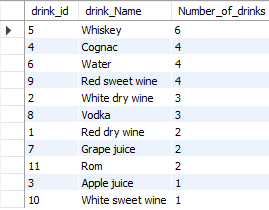 drink_id drink_Name Number_of_drinks
5 Whiskey 6
4 Cognac 4
6 Water 4
9 Red sweet wine 4
2 White dry wine 3
8 Vodka 3
1 Red dry wine 2
7 Grape juice 2
11 Rom 2
3 Apple juice 1
10 White sweet wine 1